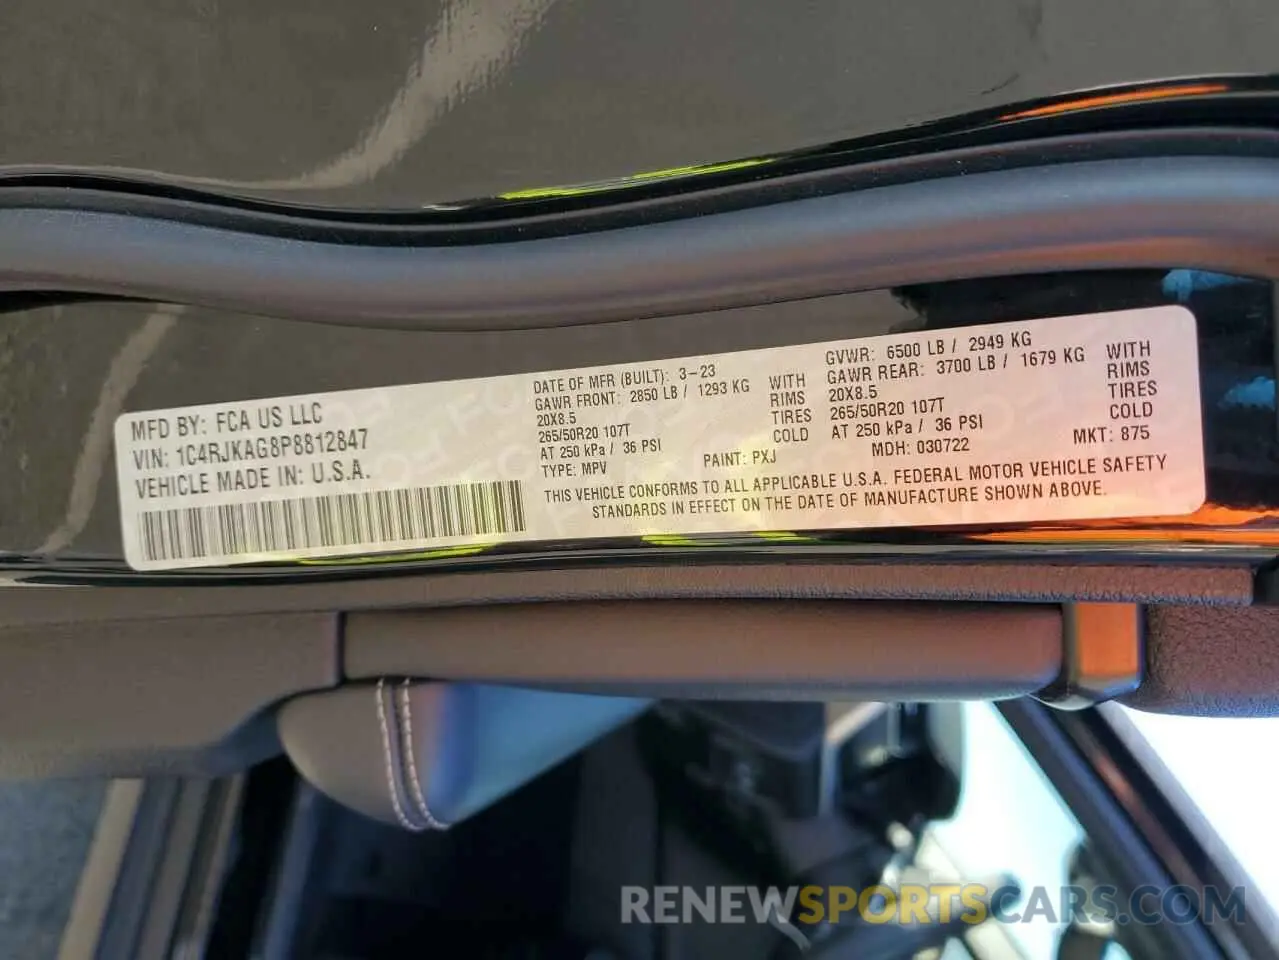 MFD BY: FCA US LLC
VIN: 1C4RJKAG8P8812847
VEHICLE MADE IN: U.S.A.
DATE OF MFR (BUILT): 3-23
GAWR FRONT: 2850 LB / 1293 KG WITH
20X8.5 RIMS
265/50R20 107T TIRES
AT 250 kPa / 36 PSI COLD
TYPE: MPV PAINT: PXJ
GVWR: 6500 LB / 2949 KG
GAWR REAR: 3700 LB / 1679 KG WITH
20X8.5 RIMS
265/50R20 107T TIRES
AT 250 kPa / 36 PSI COLD
MDH: 030722 MKT: 875
THIS VEHICLE CONFORMS TO ALL APPLICABLE U.S.A. FEDERAL MOTOR VEHICLE SAFETY
STANDARDS IN EFFECT ON THE DATE OF MANUFACTURE SHOWN ABOVE.
RENEWSPORTSCARS.COM